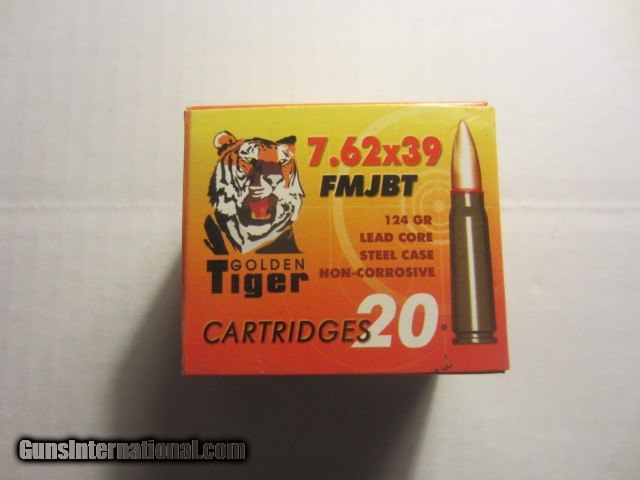 7.62x39
FMJBT
124 GR
LEAD CORE
STEEL CASE
NON-CORROSIVE
GOLDEN
Tiger
CARTRIDGES 20
GunsInternational.com